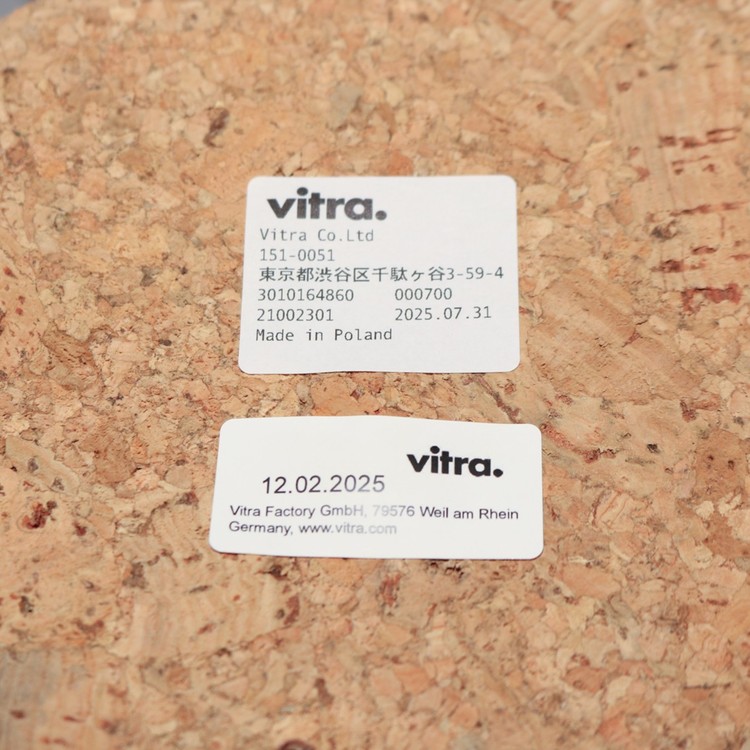 vitra.
Vitra Co.Ltd
151-0051
東京都渋谷区千駄ヶ谷3-59-4
3010164860 000700
21002301 2025.07.31
Made in Poland
vitra.
12.02.2025
Vitra Factory GmbH, 79576 Weil am Rhein
Germany, www.vitra.com